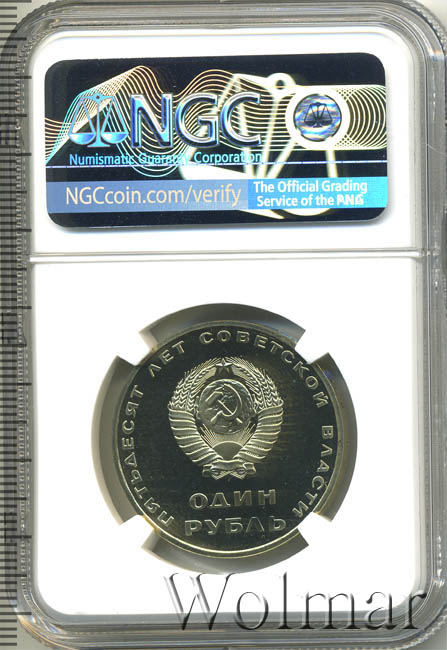 NGC
Numismatic Guaranty Corporation
NGCcoin.com/verify
The Official Grading
Service of the PNG
ПЯТЬДЕСЯТ ЛЕТ СОВЕТСКОЙ ВЛАСТИ
ОДИН
РУБЛЬ
Wolmar